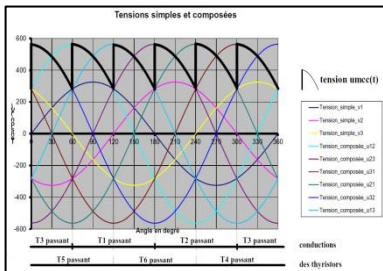 Tensions simples et composées
600
400
200
0
-200
-400
-600
0 30 60 90 120 150 180 210 240 270 300 330 360
Angle en degré
tension umcc(t)
Tension_simple_v1
Tension_simple_v2
Tension_simple_v3
Tension_composée_u12
Tension_composée_u23
Tension_composée_u31
Tension_composée_u21
Tension_composée_u32
Tension_composée_u13
T3 passant T1 passant T2 passant T3 passant
conductions
T5 passant T6 passant T4 passant
des thyristors